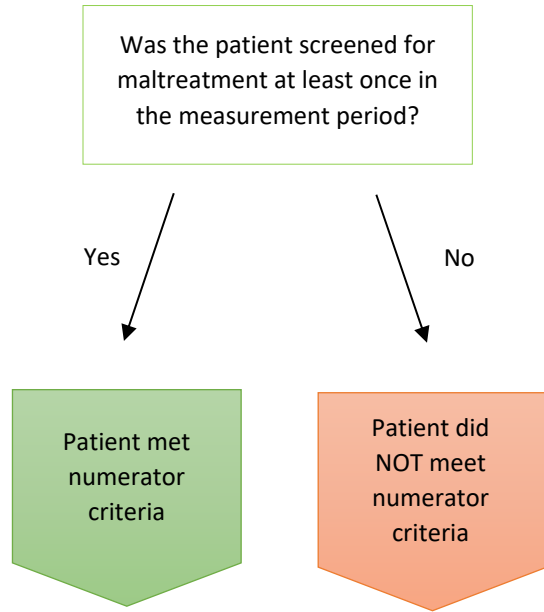 Was the patient screened for
maltreatment at least once in
the measurement period?
Yes
No
Patient met
numerator
criteria
Patient did
NOT meet
numerator
criteria